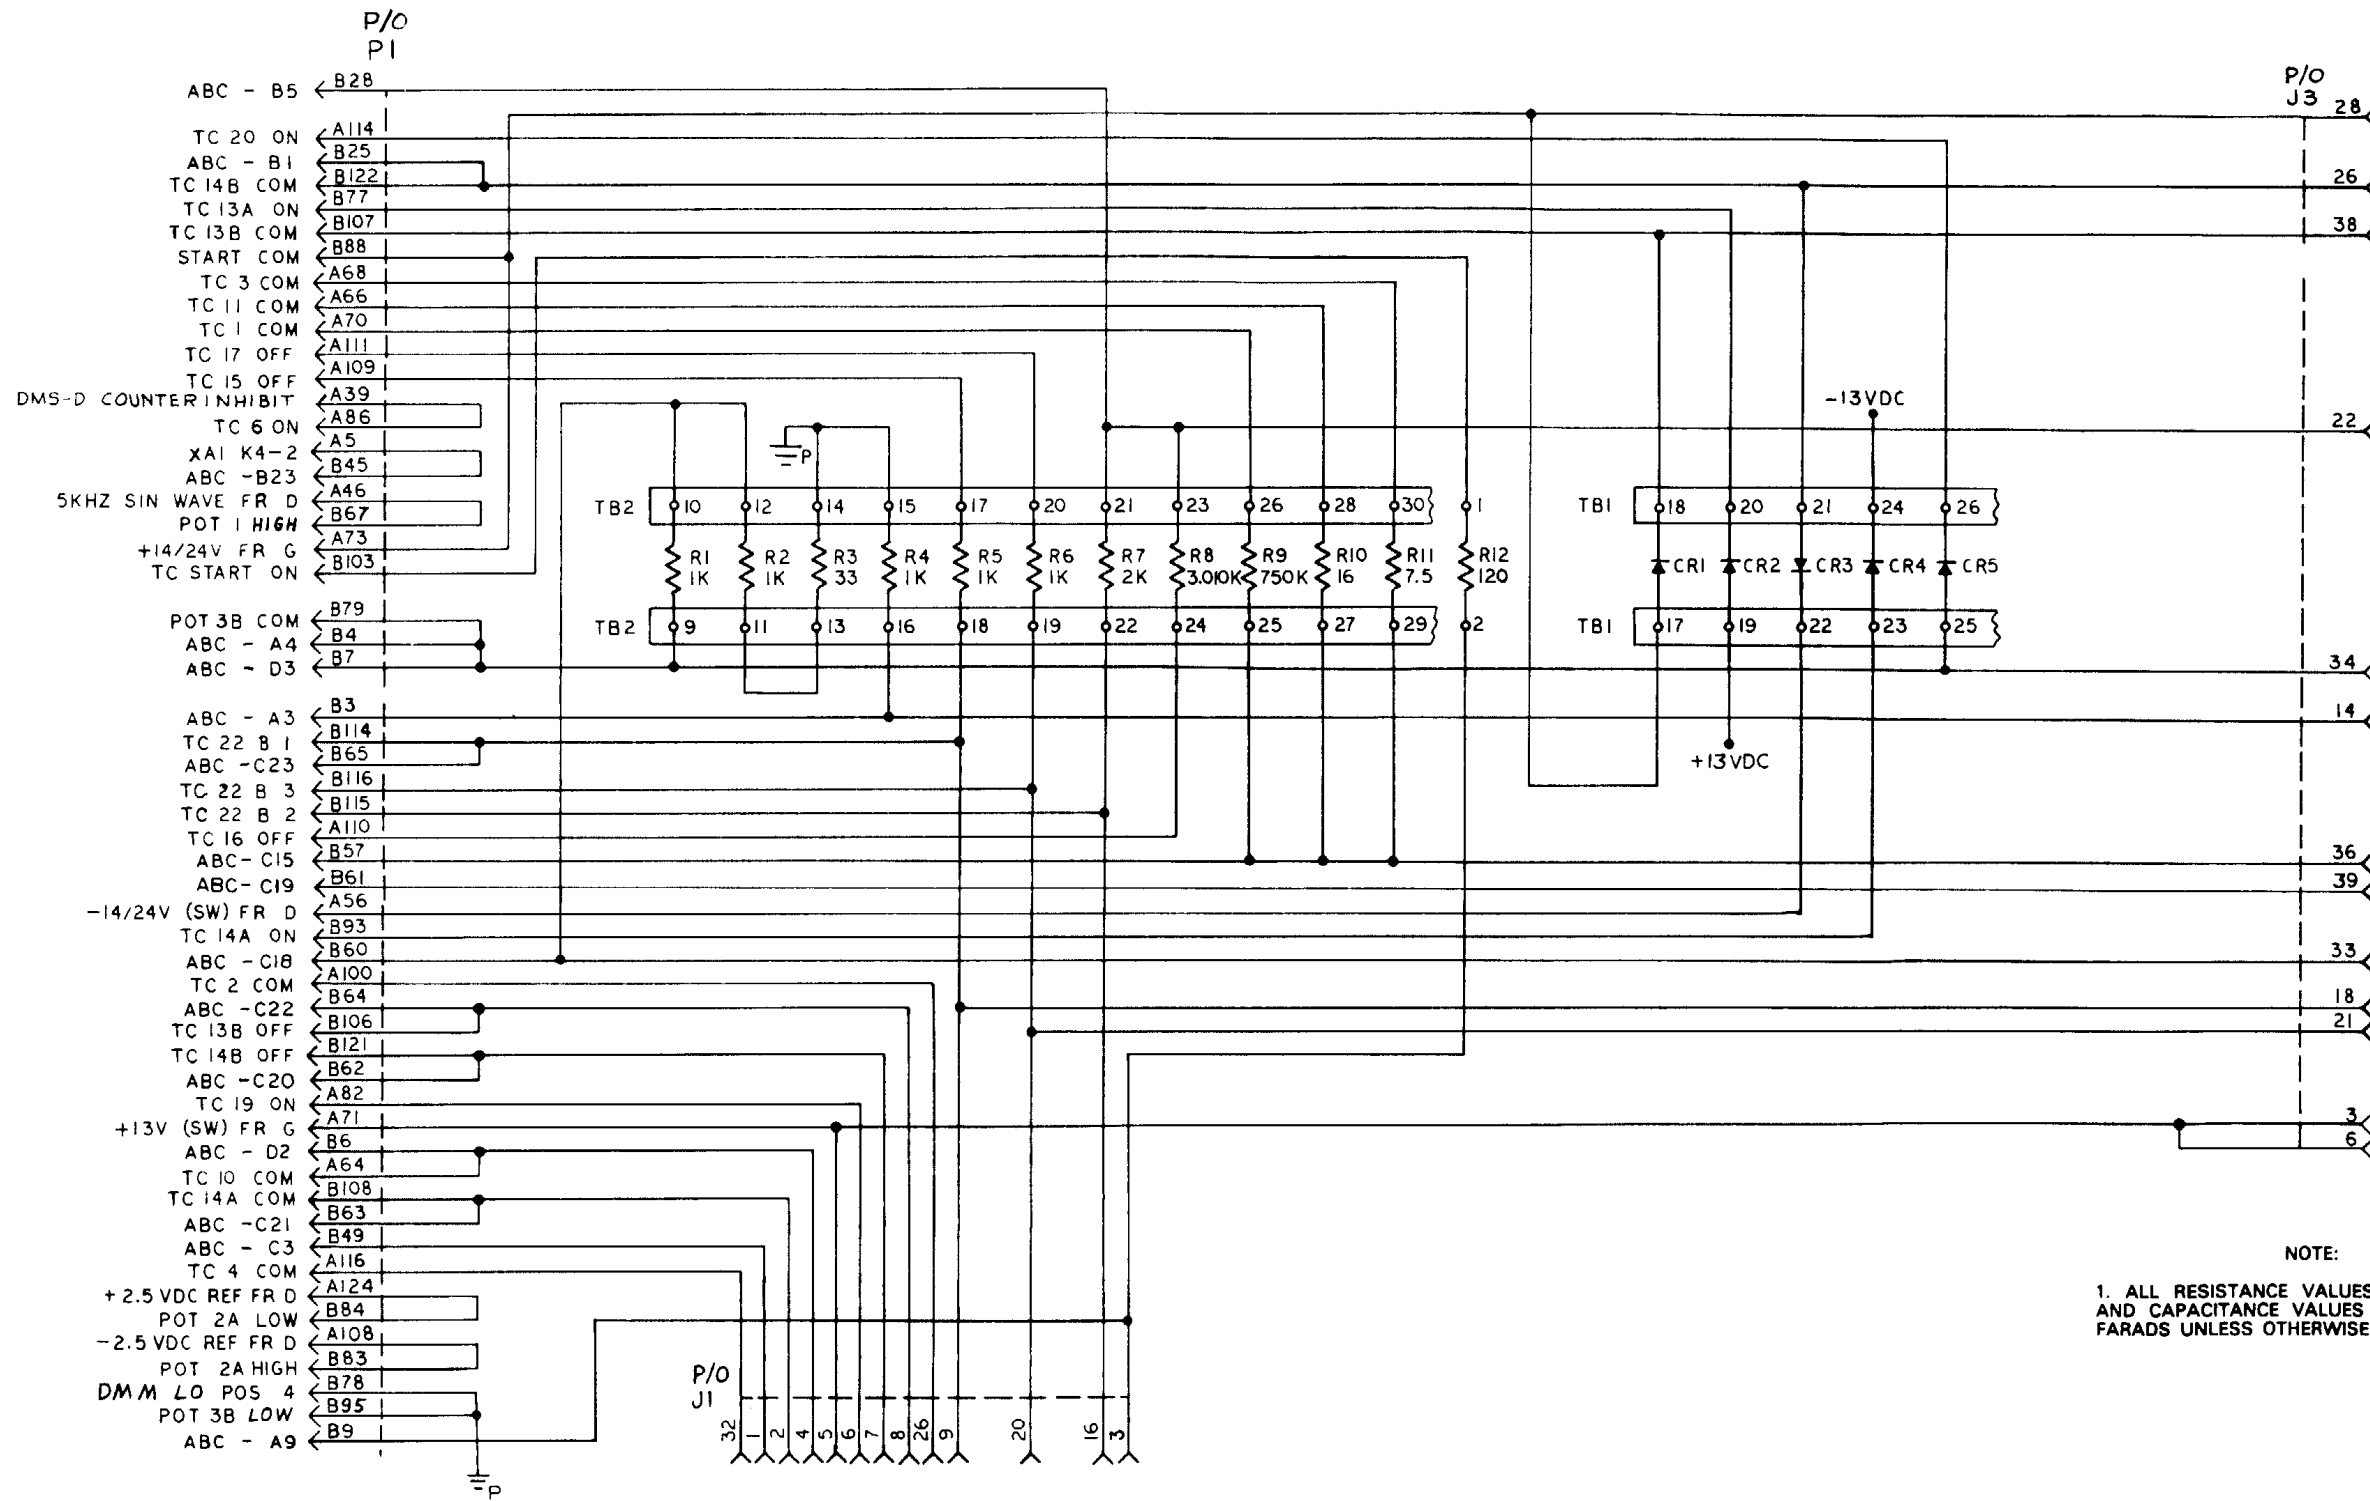 P/O
P1
P/O
J3
ABC - B5 B28
28
TC 20 ON A114
ABC - B1 B25
TC 14B COM B122
26
TC 13A ON B77
TC 13B COM B107
38
START COM B88
TC 3 COM A68
TC 11 COM A66
TC 1 COM A70
TC 17 OFF A111
TC 15 OFF A109
DMS-D COUNTER INHIBIT A39
-13VDC
TC 6 ON A86
22
XA1 K4-2 A5
P
ABC -B23 B45
5KHZ SIN WAVE FR D A46
TB2 10 12 14 15 17 20 21 23 26 28 30 1
TB1 18 20 21 24 26
POT 1 HIGH B67
+14/24V FR G A73
TC START ON B103
R1 R2 R3 R4 R5 R6 R7 R8 R9 R10 R11 R12
1K 1K 33 1K 1K 1K 2K 3.010K 750K 16 7.5 120
CR1 CR2 CR3 CR4 CR5
POT 3B COM B79
TB2 9 11 13 16 18 19 22 24 25 27 29 2
TB1 17 19 22 23 25
ABC - A4 B4
ABC - D3 B7
34
ABC - A3 B3
14
TC 22 B 1 B114
ABC -C23 B65
+13VDC
TC 22 B 3 B116
TC 22 B 2 B115
TC 16 OFF A110
ABC- C15 B57
36
ABC- C19 B61
39
-14/24V (SW) FR D A56
TC 14A ON B93
ABC -C18 B60
33
TC 2 COM A100
ABC -C22 B64
18
TC 13B OFF B106
21
TC 14B OFF B121
ABC -C20 B62
TC 19 ON A82
+13V (SW) FR G A71
3
ABC - D2 B6
6
TC 10 COM A64
TC 14A COM B108
ABC -C21 B63
ABC - C3 B49
TC 4 COM A116
+ 2.5 VDC REF FR D A124
POT 2A LOW B84
-2.5 VDC REF FR D A108
POT 2A HIGH B83
DMM LO POS 4 B78
POT 3B LOW B95
ABC - A9 B9
P
P/O
J1
32 1 2 4 5 6 7 8 26 9 20 16 3
NOTE:
1. ALL RESISTANCE VALUES
AND CAPACITANCE VALUES
FARADS UNLESS OTHERWISE